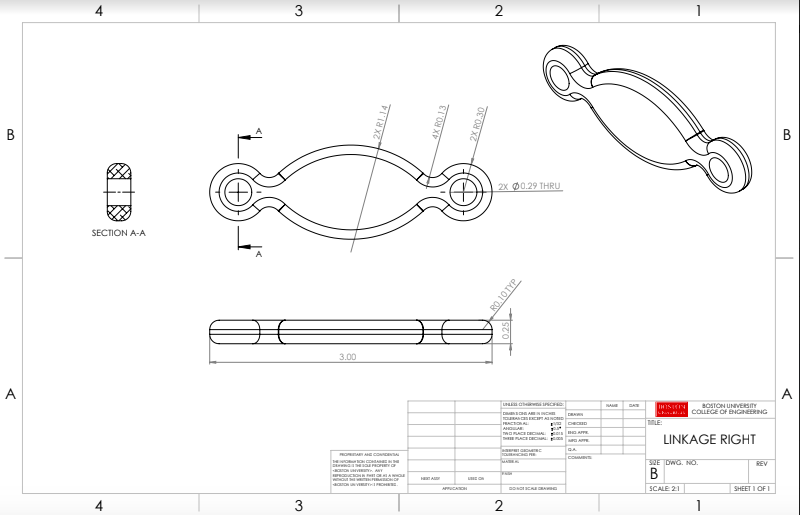 4 3 2 1
B B
A A
A
A
SECTION A-A
2X R1.14
4X R0.13
2X R0.30
2X Ø0.29 THRU
R0.10 TYP
0.25
3.00
UNLESS OTHERWISE SPECIFIED:
DIMENSIONS ARE IN INCHES
TOLERANCES EXCEPT AS NOTED:
FRACTIONAL:
ANGULAR:
TWO PLACE DECIMAL:
THREE PLACE DECIMAL:
INTERPRET GEOMETRIC
TOLERANCING PER:
MATERIAL
FINISH
DO NOT SCALE DRAWING
NAME DATE
DRAWN
CHECKED
ENG APPR.
MFG APPR.
Q.A.
COMMENTS:
PROPRIETARY AND CONFIDENTIAL
THE INFORMATION CONTAINED IN THIS
DRAWING IS THE SOLE PROPERTY OF
<BOSTON UNIVERSITY>. ANY
REPRODUCTION IN PART OR AS A WHOLE
WITHOUT THE WRITTEN PERMISSION OF
<BOSTON UNIVERSITY> IS PROHIBITED.
NEXT ASSY USED ON
APPLICATION
BOSTON
UNIVERSITY
BOSTON UNIVERSITY
COLLEGE OF ENGINEERING
TITLE:
LINKAGE RIGHT
SIZE DWG. NO. REV
B
SCALE: 2:1 SHEET 1 OF 1
4 3 2 1